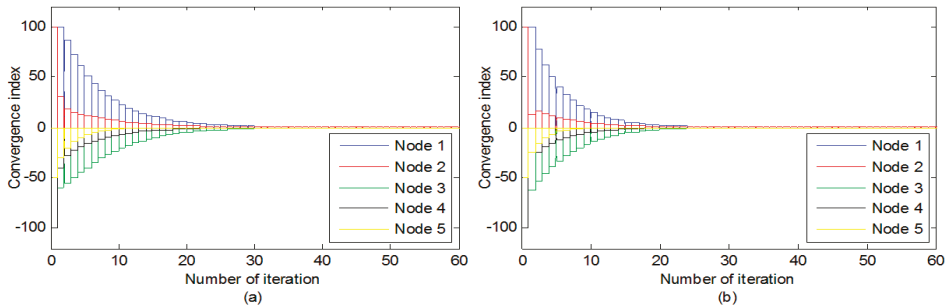 100
50
0
-50
-100
Convergence index
0 10 20 30 40 50 60
Number of iteration
(a)
Node 1
Node 2
Node 3
Node 4
Node 5
100
50
0
-50
-100
Convergence index
0 10 20 30 40 50 60
Number of iteration
(b)
Node 1
Node 2
Node 3
Node 4
Node 5